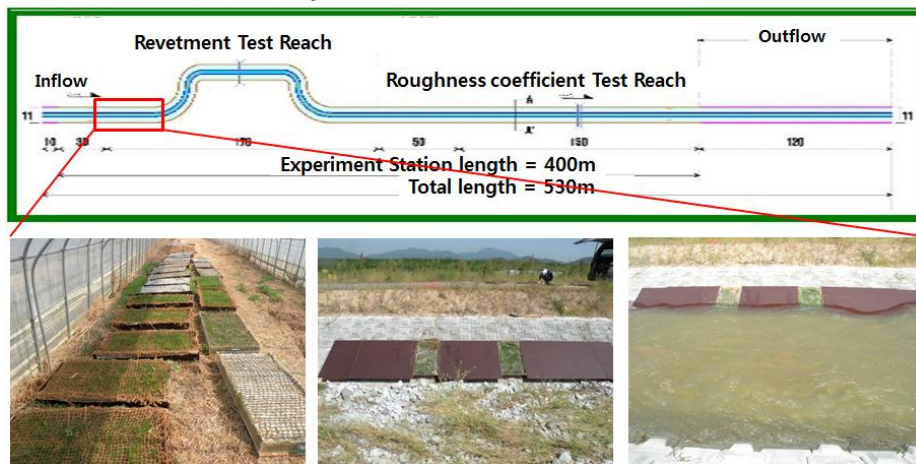 Revetment Test Reach
Outflow
Inflow
Roughness coefficient Test Reach
A
11
11
A'
10 30 170 50 150 120
Experiment Station length = 400m
Total length = 530m